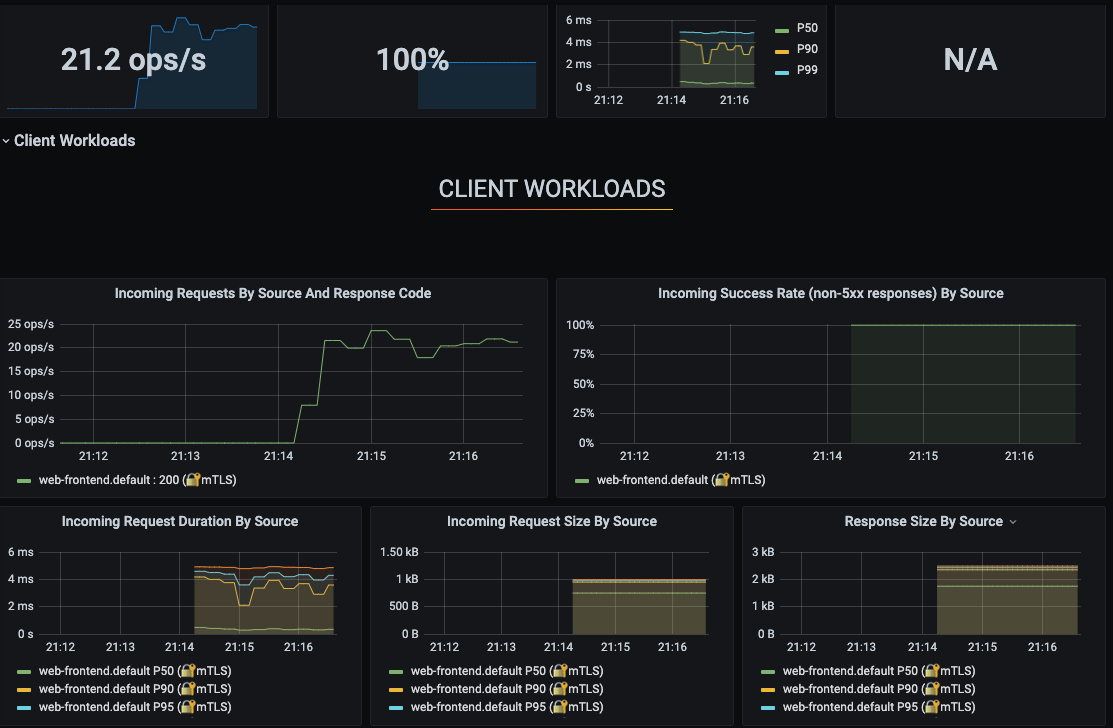 21.2 ops/s
100%
6 ms
4 ms
2 ms
0 s
21:12 21:14 21:16
P50
P90
P99
N/A
Client Workloads
CLIENT WORKLOADS
Incoming Requests By Source And Response Code
25 ops/s
20 ops/s
15 ops/s
10 ops/s
5 ops/s
0 ops/s
21:12 21:13 21:14 21:15 21:16
web-frontend.default : 200 (🔐mTLS)
Incoming Success Rate (non-5xx responses) By Source
100%
75%
50%
25%
0%
21:12 21:13 21:14 21:15 21:16
web-frontend.default (🔐mTLS)
Incoming Request Duration By Source
6 ms
4 ms
2 ms
0 s
21:12 21:13 21:14 21:15 21:16
web-frontend.default P50 (🔐mTLS)
web-frontend.default P90 (🔐mTLS)
web-frontend.default P95 (🔐mTLS)
Incoming Request Size By Source
1.50 kB
1 kB
500 B
0 B
21:12 21:13 21:14 21:15 21:16
web-frontend.default P50 (🔐mTLS)
web-frontend.default P90 (🔐mTLS)
web-frontend.default P95 (🔐mTLS)
Response Size By Source
3 kB
2 kB
1 kB
0 B
21:12 21:13 21:14 21:15 21:16
web-frontend.default P50 (🔐mTLS)
web-frontend.default P90 (🔐mTLS)
web-frontend.default P95 (🔐mTLS)